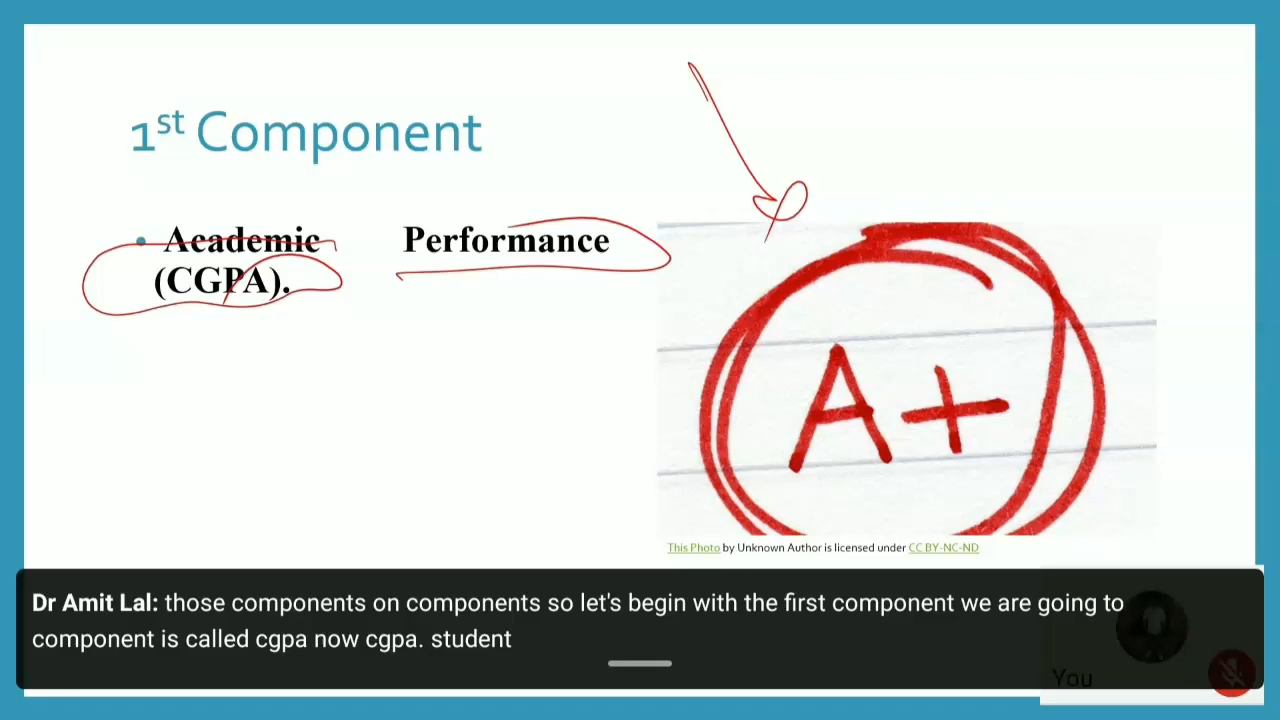 1st Component
• Academic Performance
(CGPA).
A+
This Photo by Unknown Author is licensed under CC BY-NC-ND
Dr Amit Lal: those components on components so let's begin with the first component we are going to
component is called cgpa now cgpa. student
You